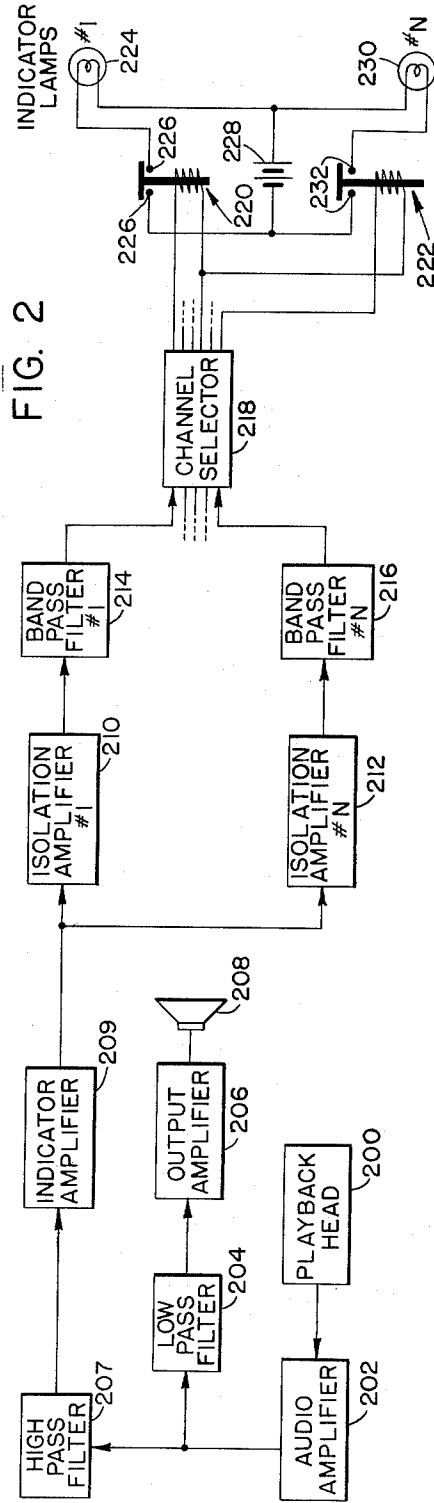 FIG. 2
HIGH
PASS
FILTER
207
INDICATOR
AMPLIFIER
209
ISOLATION
AMPLIFIER
#1
210
BAND
PASS
FILTER
#1
214
LOW
PASS
FILTER
204
OUTPUT
AMPLIFIER
206
208
AUDIO
AMPLIFIER
202
PLAYBACK
HEAD
200
ISOLATION
AMPLIFIER
#N
212
BAND
PASS
FILTER
#N
216
CHANNEL
SELECTOR
218
INDICATOR
LAMPS
#1
224
226
226
220
228
232
222
#N
230